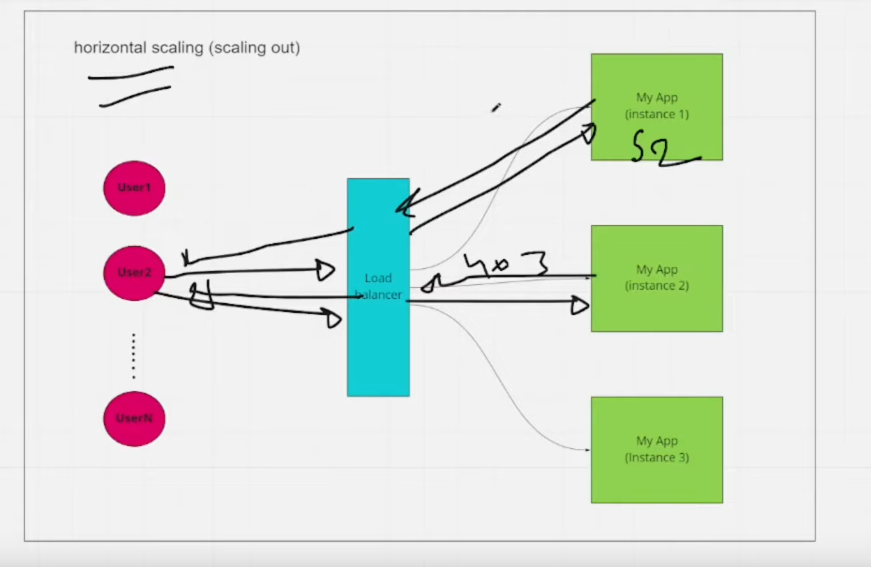 horizontal scaling (scaling out)
My App
(instance 1)
S2
User1
User2
Load
balancer
403
My App
(instance 2)
UserN
My App
(Instance 3)